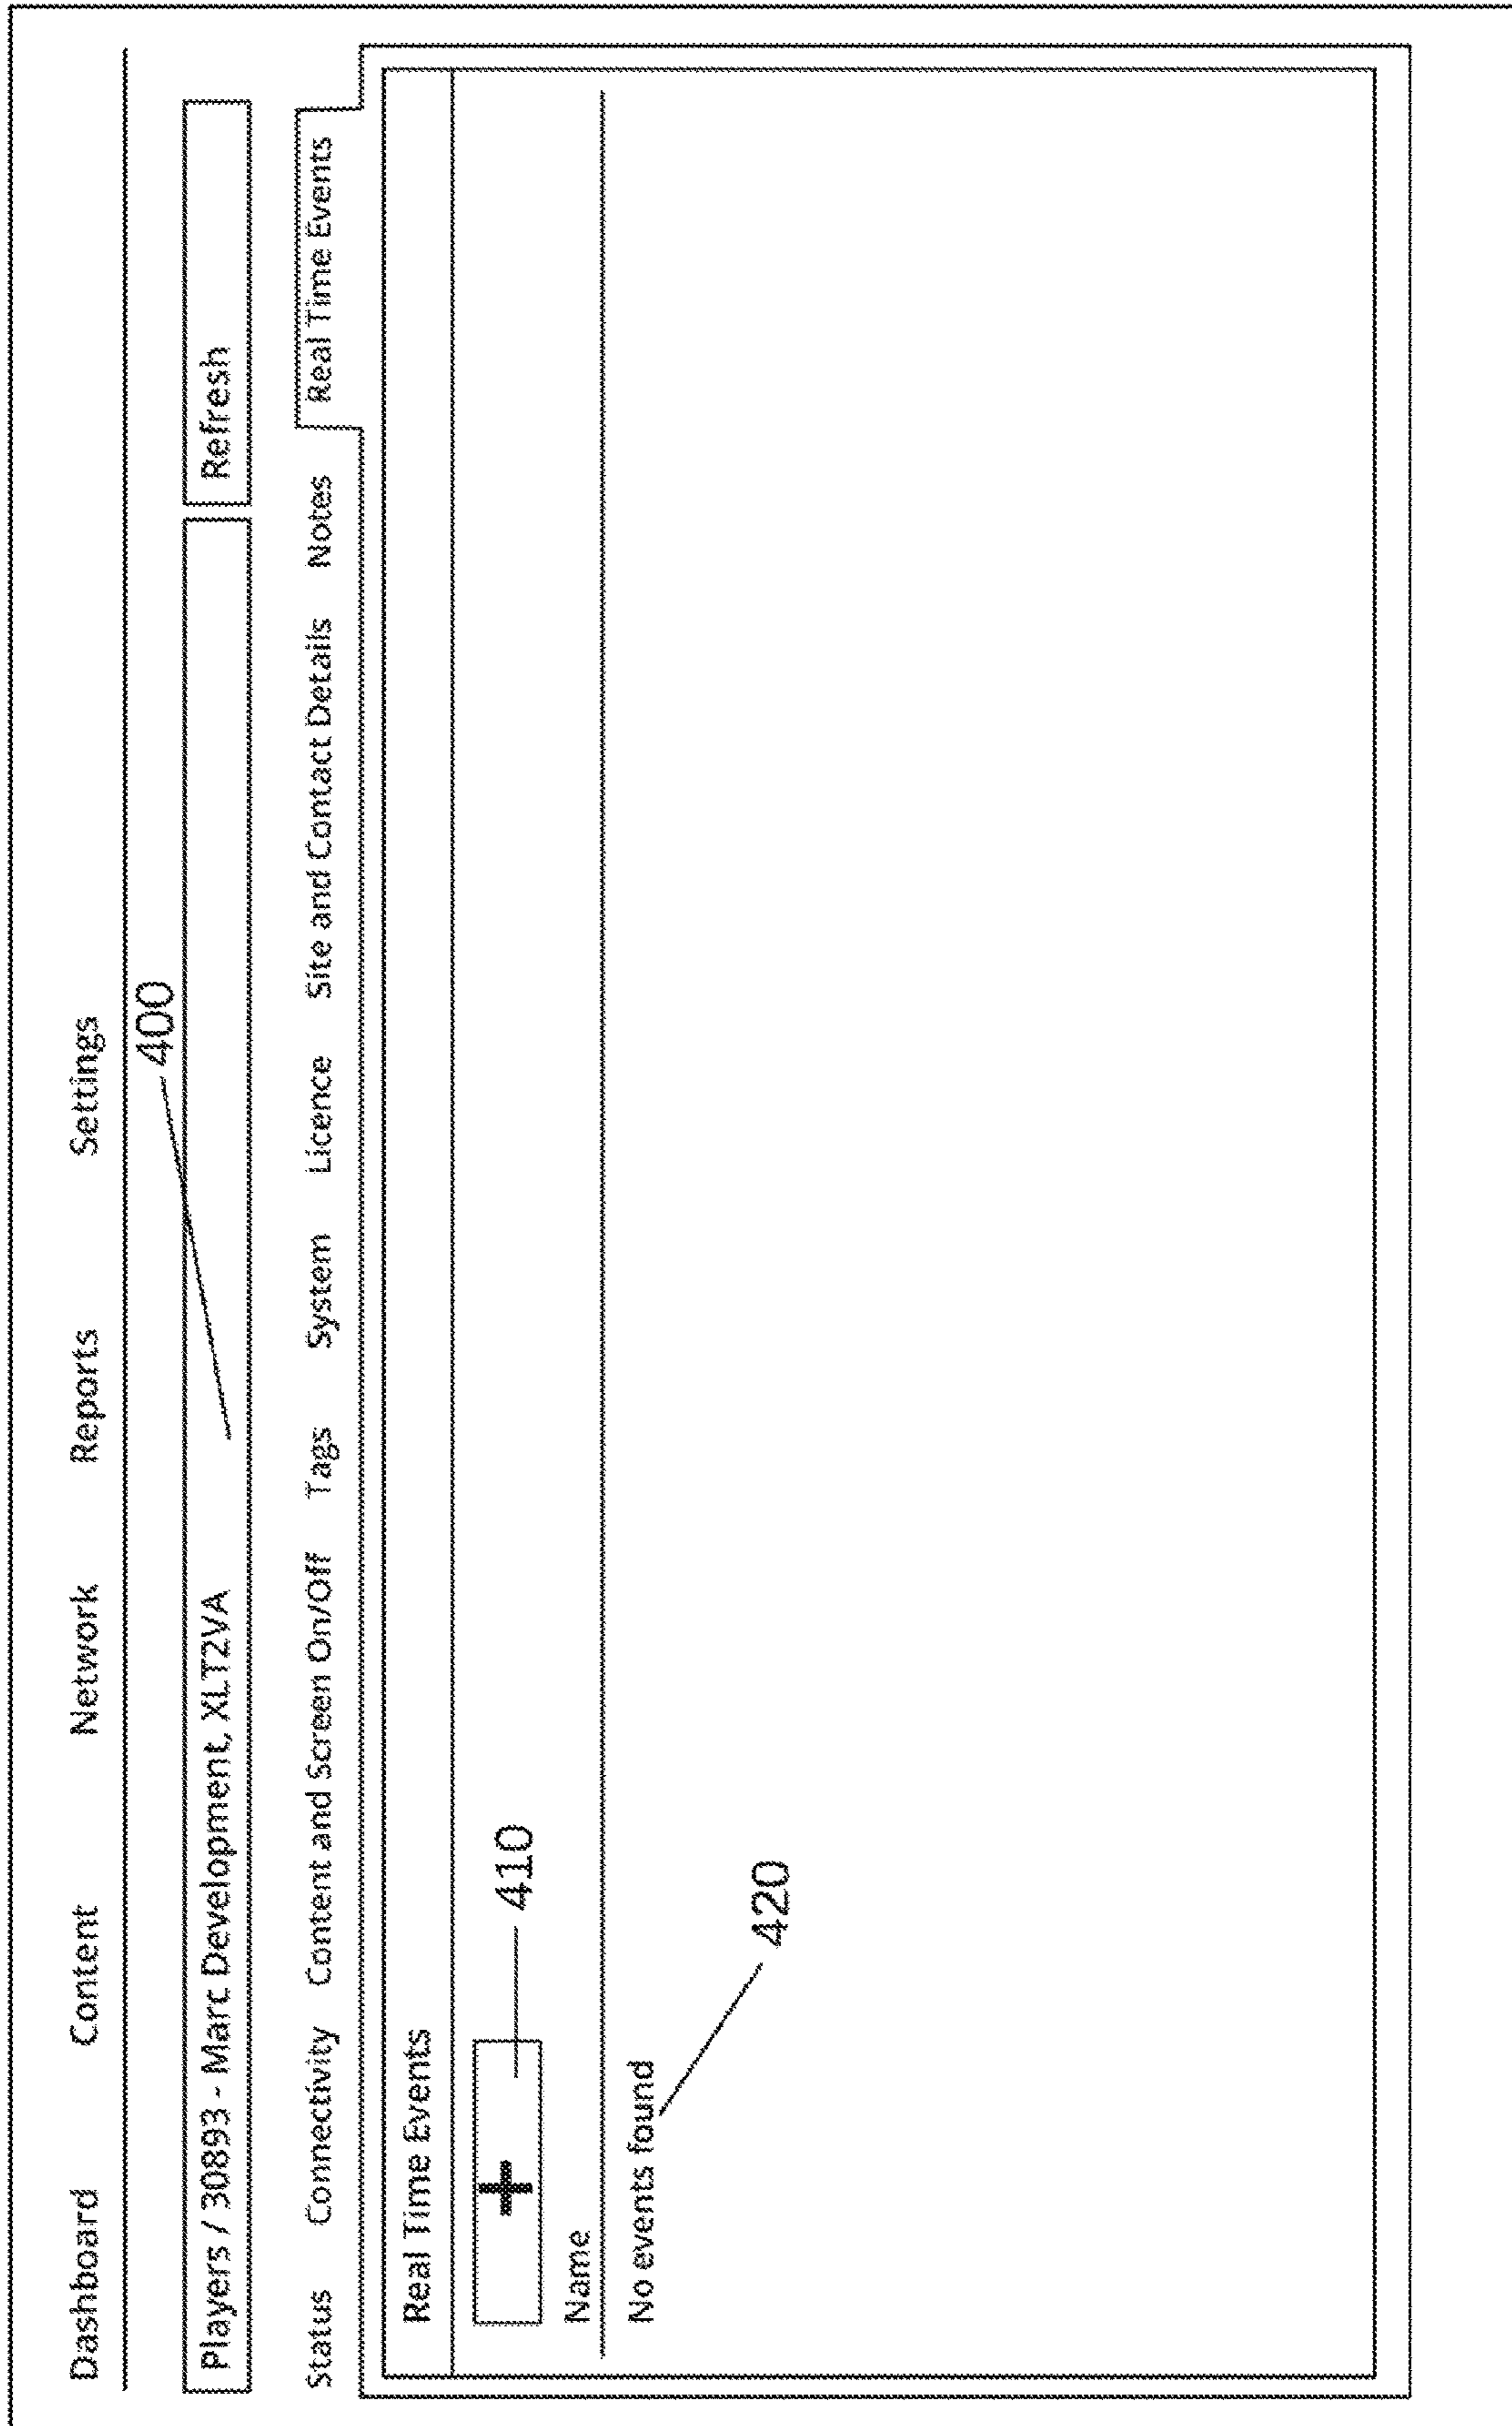 Dashboard Content Network Reports Settings
400
Players / 30893 - Marc Development, XLT2VA Refresh
Status Connectivity Content and Screen On/Off Tags System Licence Site and Contact Details Notes Real Time Events
Real Time Events
+ 410
Name
No events found
420